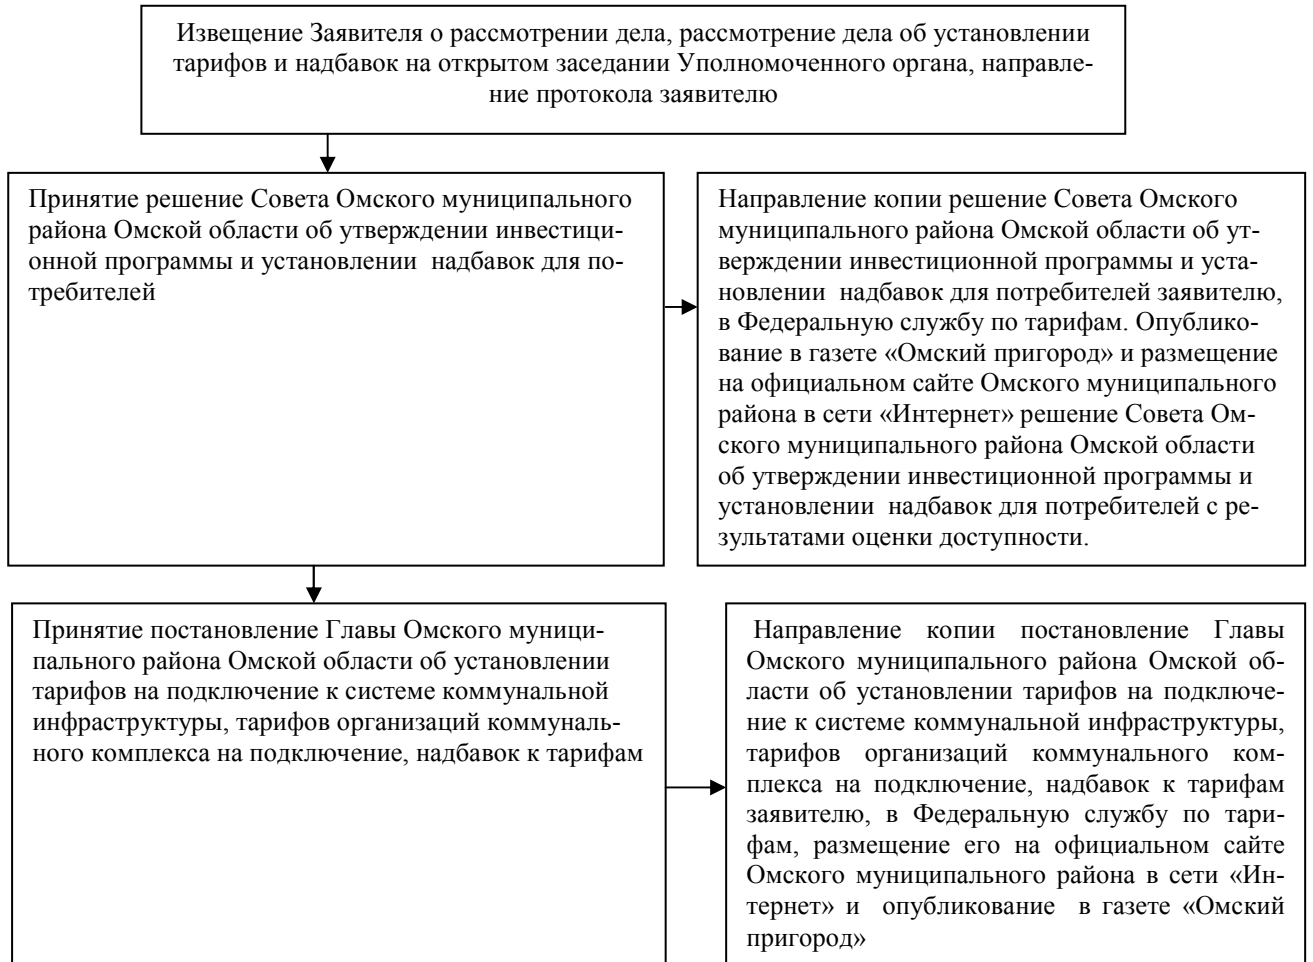 Извещение Заявителя о рассмотрении дела, рассмотрение дела об установлении
тарифов и надбавок на открытом заседании Уполномоченного органа, направле-
ние протокола заявителю
Принятие решение Совета Омского муниципального
района Омской области об утверждении инвестици-
онной программы и установлении надбавок для по-
требителей
Направление копии решение Совета Омского
муниципального района Омской области об ут-
верждении инвестиционной программы и уста-
новлении надбавок для потребителей заявителю,
в Федеральную службу по тарифам. Опублико-
вание в газете «Омский пригород» и размещение
на официальном сайте Омского муниципального
района в сети «Интернет» решение Совета Ом-
ского муниципального района Омской области
об утверждении инвестиционной программы и
установлении надбавок для потребителей с ре-
зультатами оценки доступности.
Принятие постановление Главы Омского муници-
пального района Омской области об установлении
тарифов на подключение к системе коммунальной
инфраструктуры, тарифов организаций коммуналь-
ного комплекса на подключение, надбавок к тарифам
Направление копии постановление Главы
Омского муниципального района Омской об-
ласти об установлении тарифов на подключе-
ние к системе коммунальной инфраструктуры,
тарифов организаций коммунального ком-
плекса на подключение, надбавок к тарифам
заявителю, в Федеральную службу по тари-
фам, размещение его на официальном сайте
Омского муниципального района в сети «Ин-
тернет» и опубликование в газете «Омский
пригород»